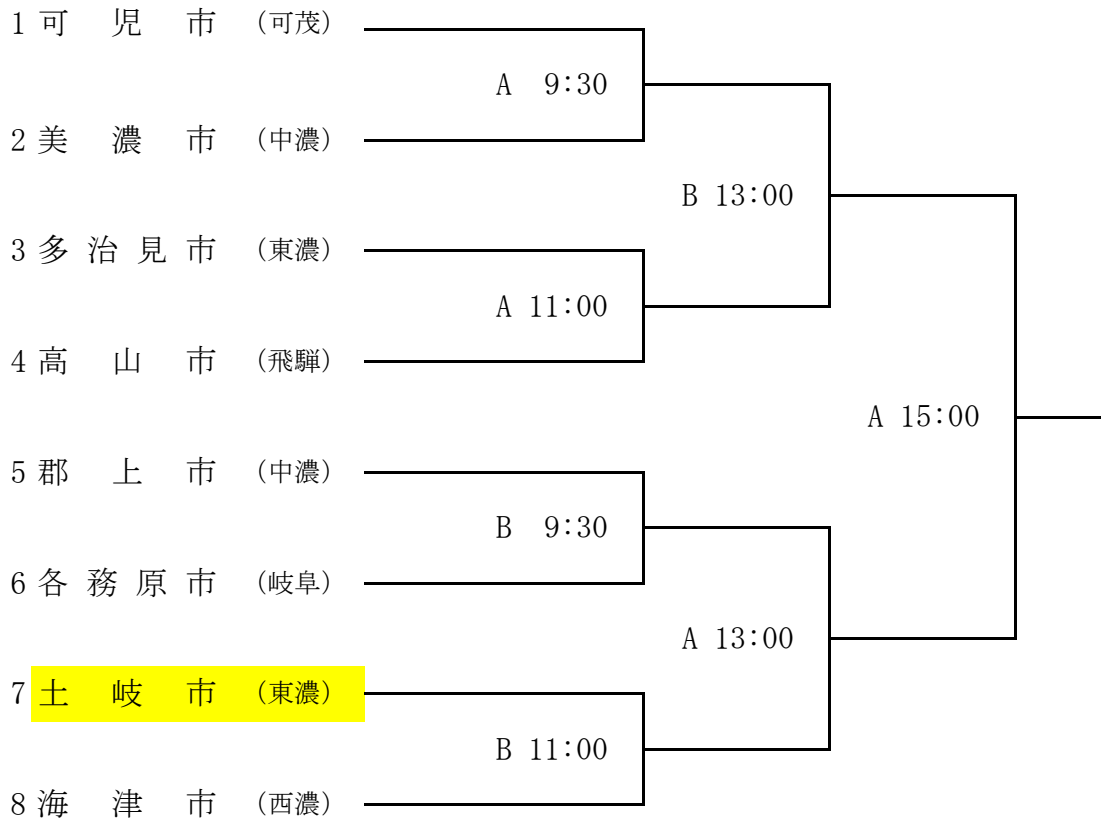 1 可 児 市 (可茂)
A 9:30
2 美 濃 市 (中濃)
B 13:00
3 多 治 見 市 (東濃)
A 11:00
4 高 山 市 (飛騨)
A 15:00
5 郡 上 市 (中濃)
B 9:30
6 各 務 原 市 (岐阜)
A 13:00
7 土 岐 市 (東濃)
B 11:00
8 海 津 市 (西濃)